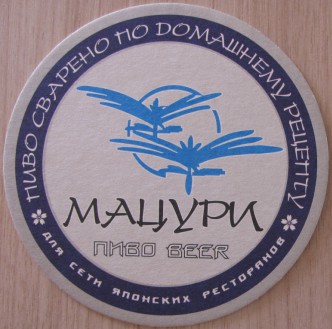 ПИВО СВАРЕНО ПО ДОМАШНЕМУ РЕЦЕПТУ
МАЦУРИ
ПИВО BEER
ДЛЯ СЕТИ ЯПОНСКИХ РЕСТОРАНОВ